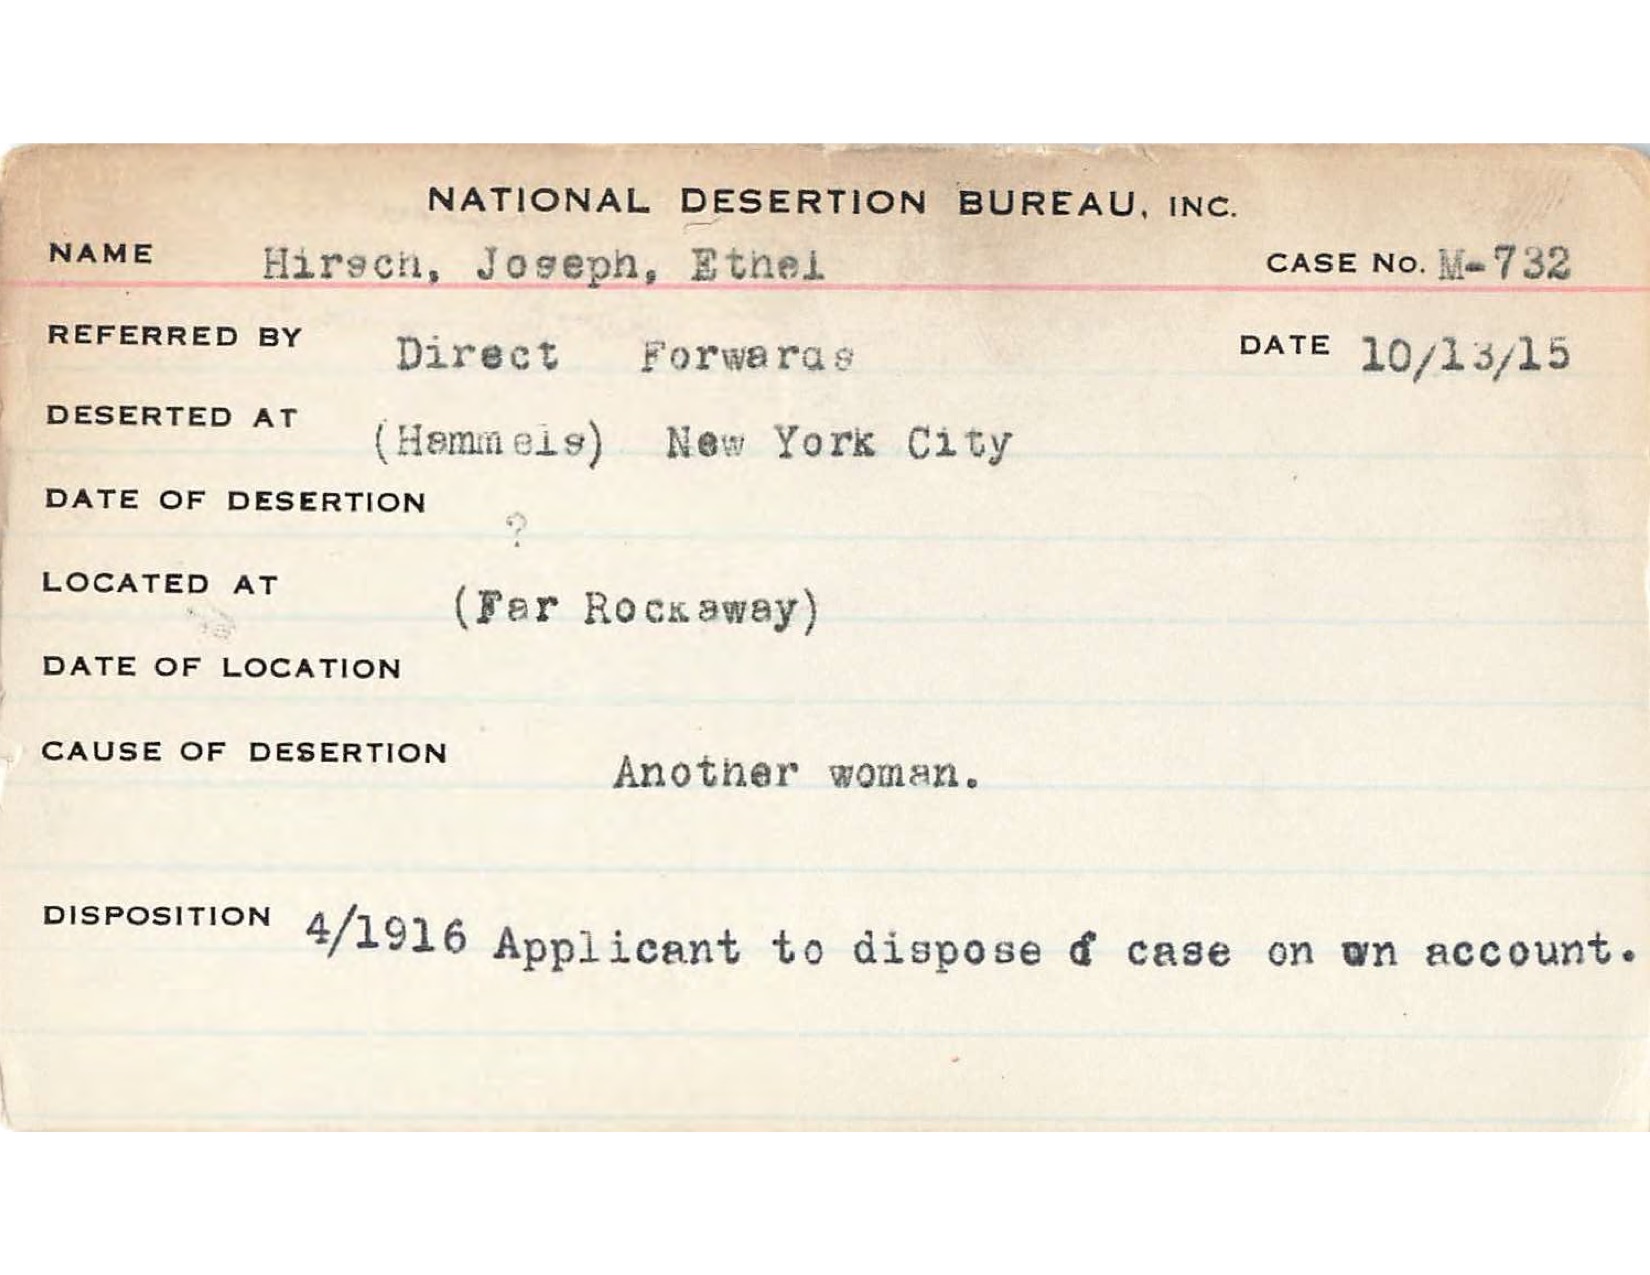 NATIONAL DESERTION BUREAU, INC.
NAME Hirsch, Joseph, Ethel CASE No. M-732
REFERRED BY Direct Forwards DATE 10/13/15
DESERTED AT (Hammels) New York City
DATE OF DESERTION ?
LOCATED AT (Far Rockaway)
DATE OF LOCATION
CAUSE OF DESERTION Another woman.
DISPOSITION 4/1916 Applicant to dispose of case on own account.